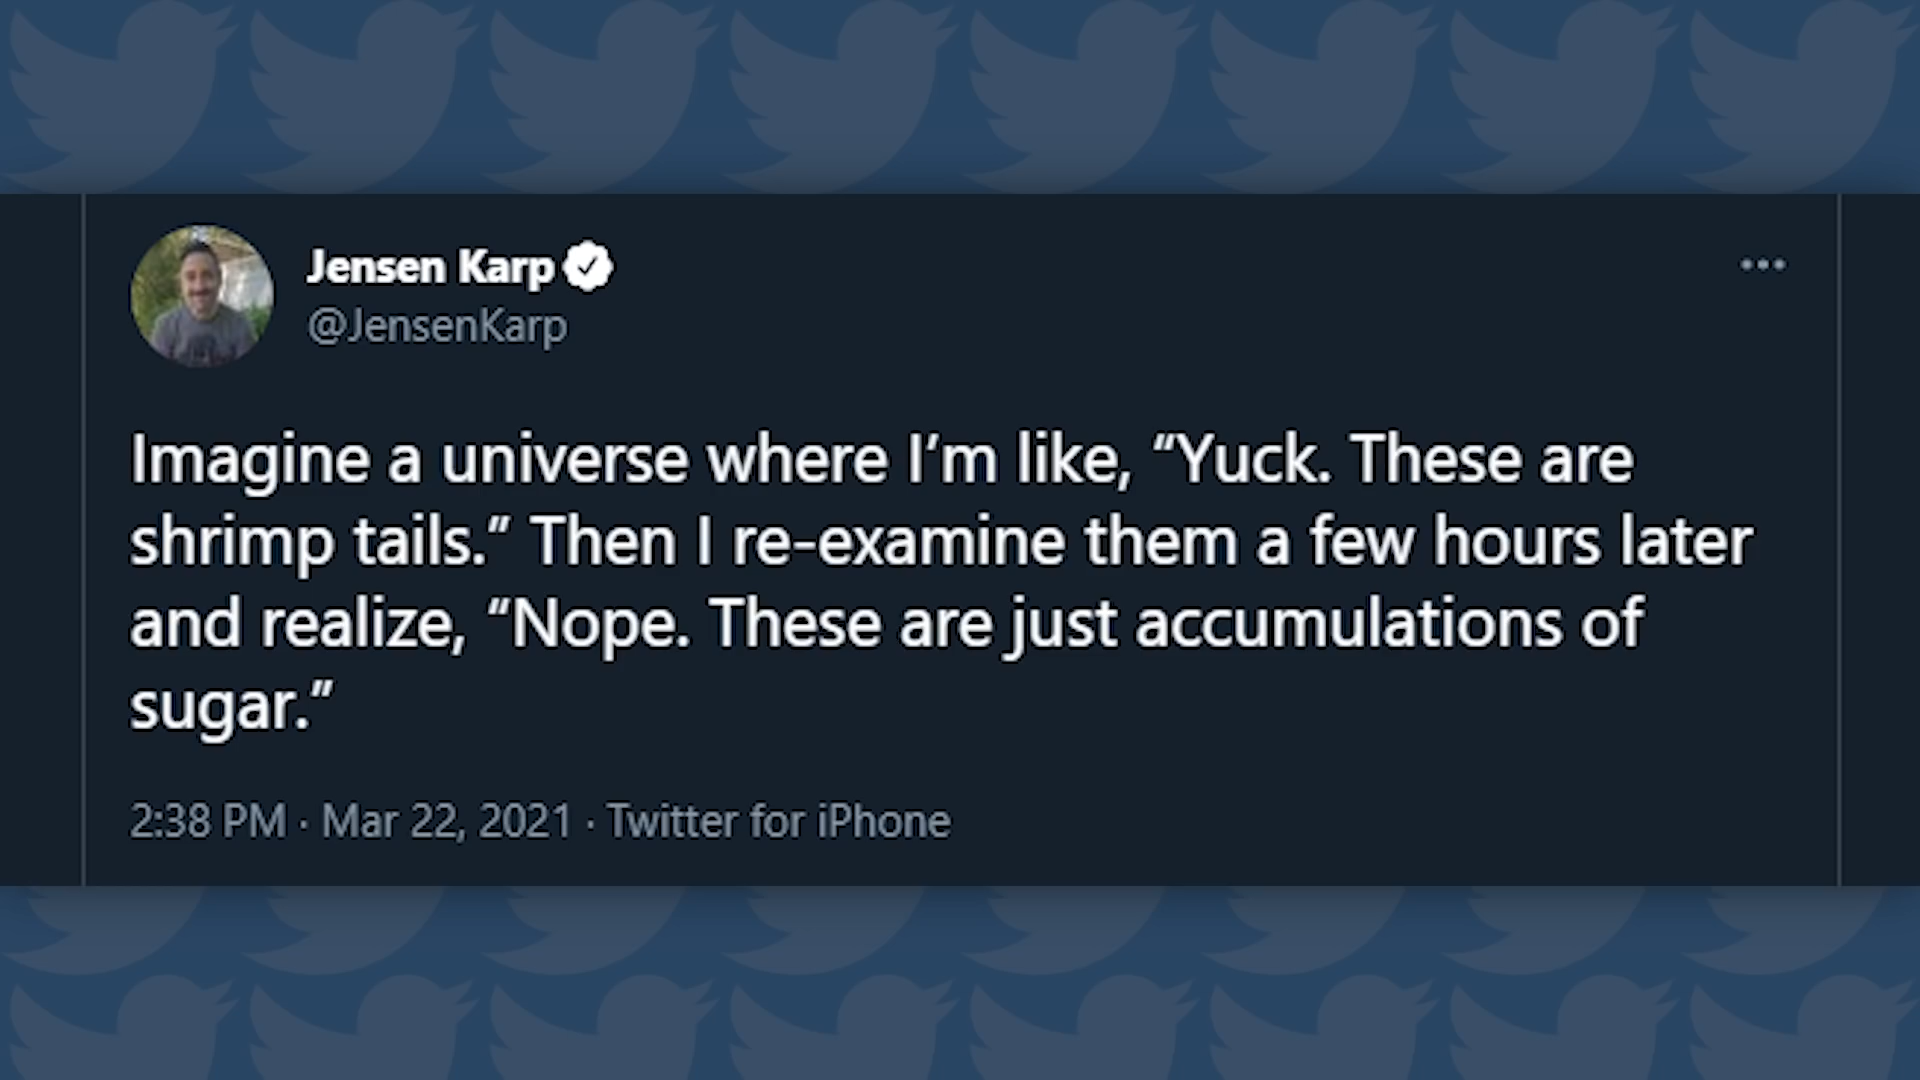 Jensen Karp
@JensenKarp
Imagine a universe where I’m like, “Yuck. These are
shrimp tails.” Then I re-examine them a few hours later
and realize, “Nope. These are just accumulations of
sugar.”
2:38 PM · Mar 22, 2021 · Twitter for iPhone